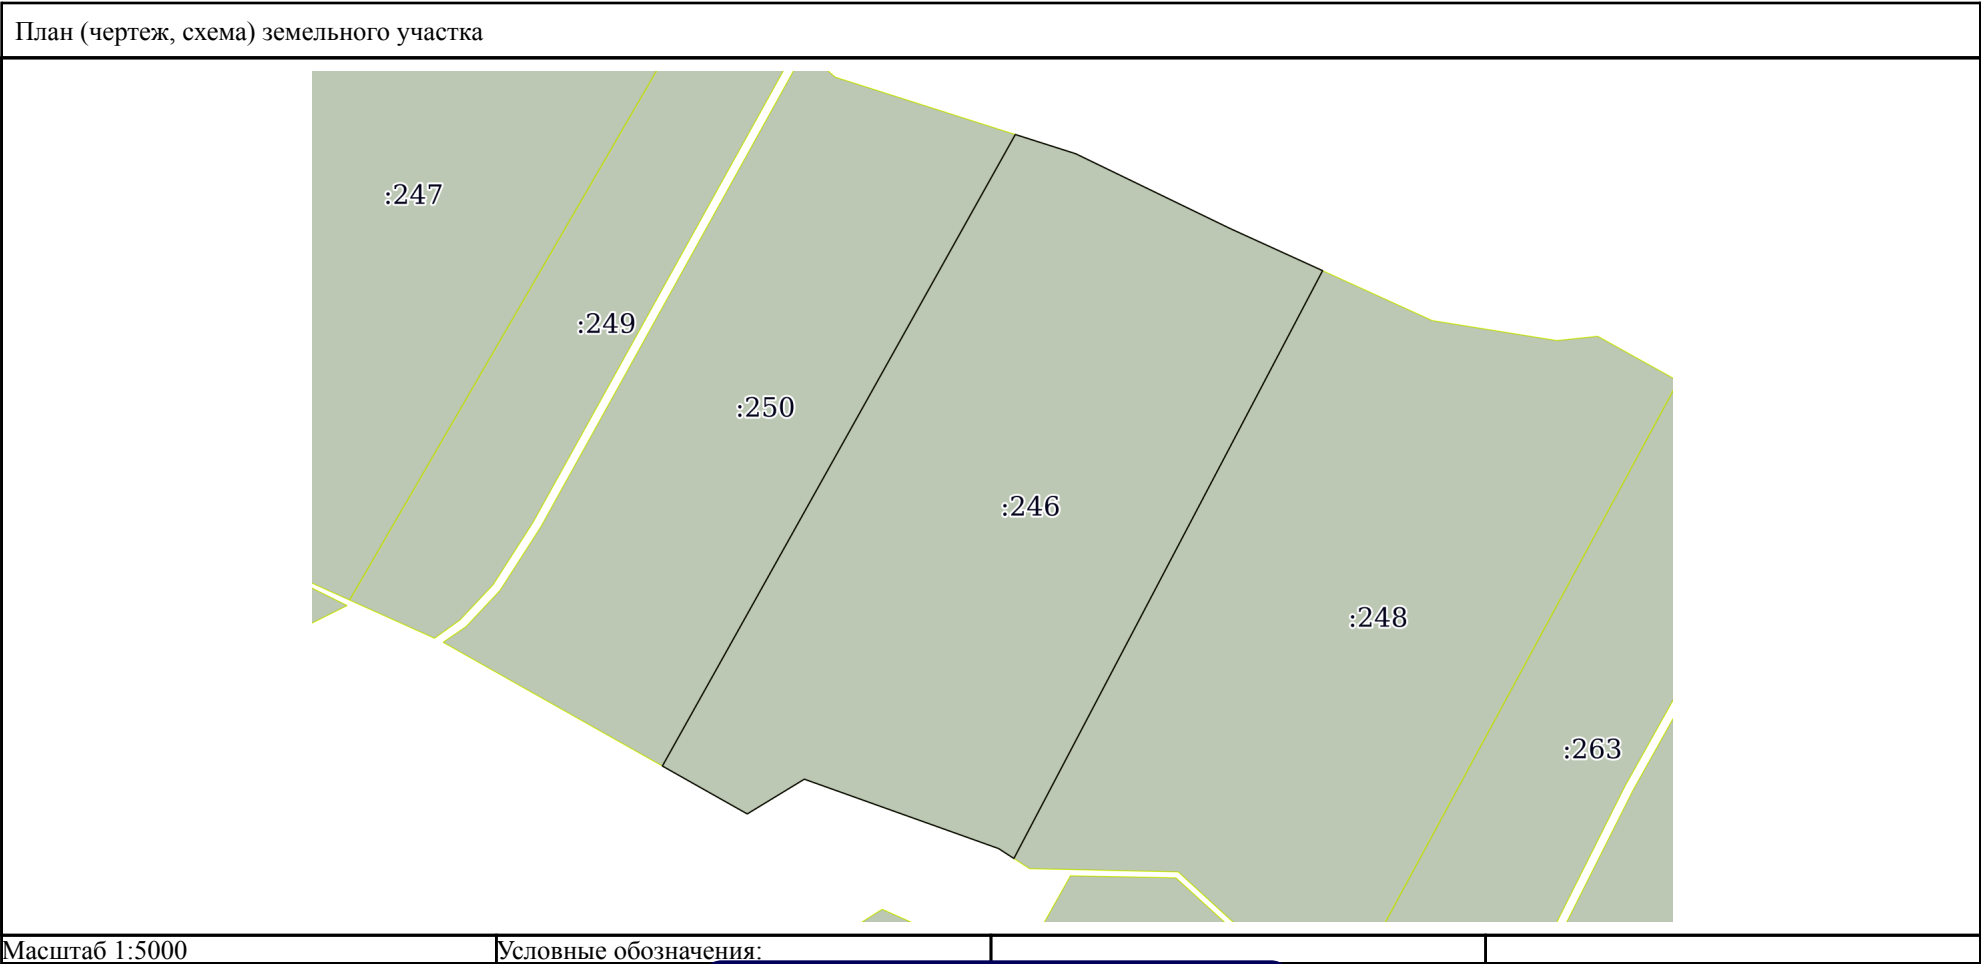 План (чертеж, схема) земельного участка
:247
:249
:250
:246
:248
:263
Масштаб 1:5000
Условные обозначения: